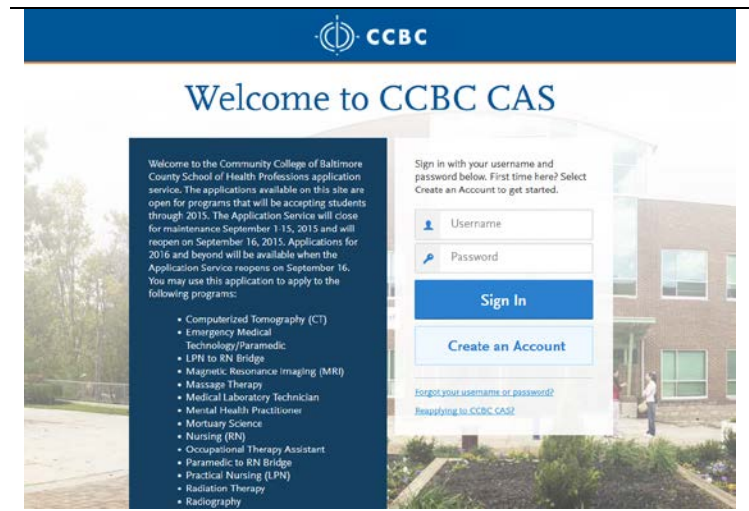 CCBC
Welcome to CCBC CAS
Welcome to the Community College of Baltimore
County School of Health Professions application
service. The applications available on this site are
open for programs that will be accepting students
through 2015. The Application Service will close
for maintenance September 1-15, 2015 and will
reopen on September 16, 2015. Applications for
2016 and beyond will be available when the
Application Service reopens on September 16.
You may use this application to apply to the
following programs:
• Computerized Tomography (CT)
• Emergency Medical
Technology/Paramedic
• LPN to RN Bridge
• Magnetic Resonance Imaging (MRI)
• Massage Therapy
• Medical Laboratory Technician
• Mental Health Practitioner
• Mortuary Science
• Nursing (RN)
• Occupational Therapy Assistant
• Paramedic to RN Bridge
• Practical Nursing (LPN)
• Radiation Therapy
• Radiography
Sign in with your username and
password below. First time here? Select
Create an Account to get started.
Username
Password
Sign In
Create an Account
Forgot your username or password?
Reapplying to CCBC CAS?